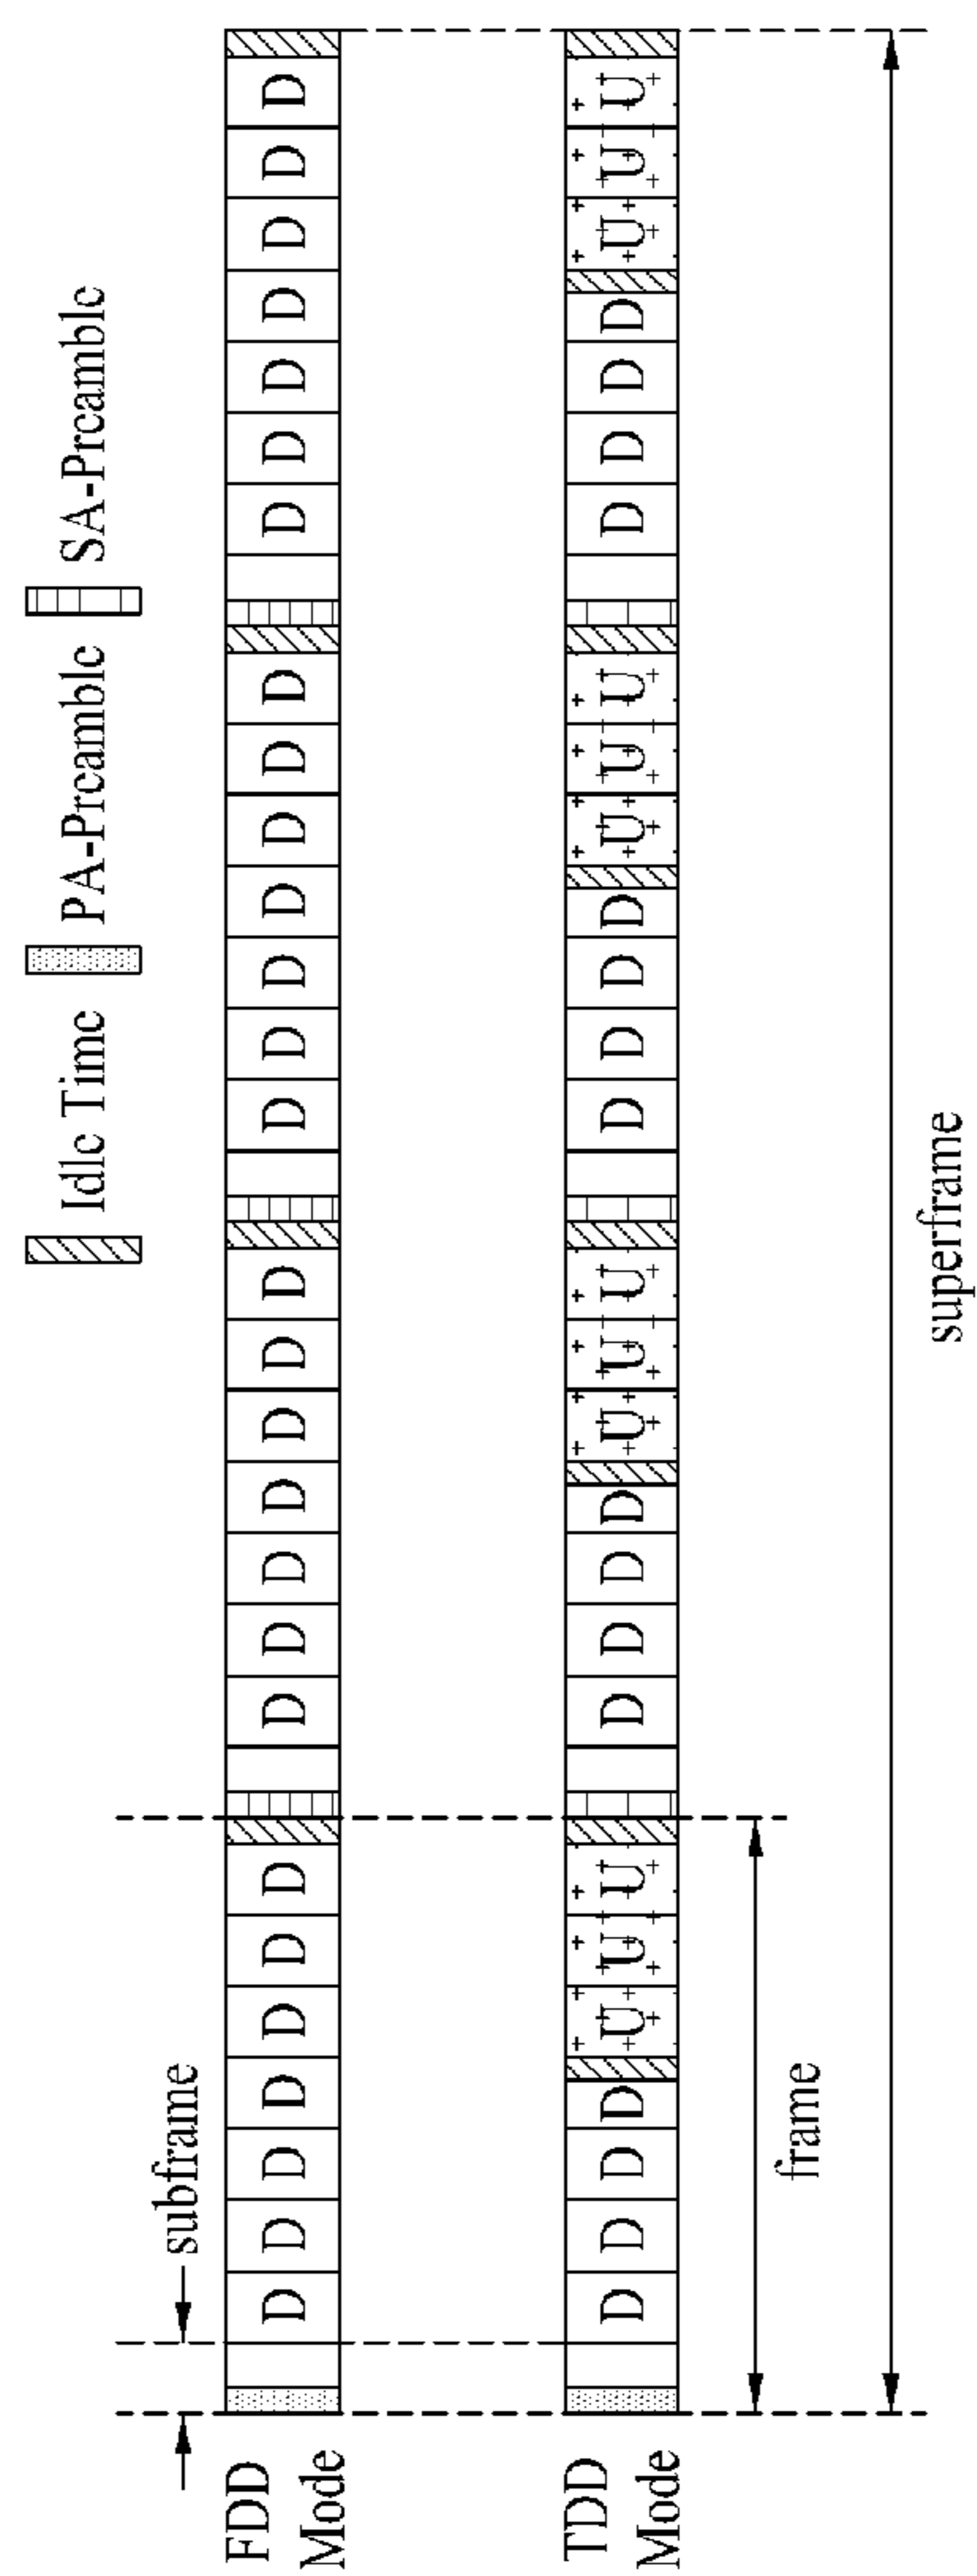 Idle Time PA-Preamble SA-Preamble
subframe
FDD
Mode
D D D D D D D D D D D D D D D D D D D D D D D D D D D D
TDD
Mode
D D D D U U U D D D D U U U D D D D U U U D D D D U U U
frame
superframe